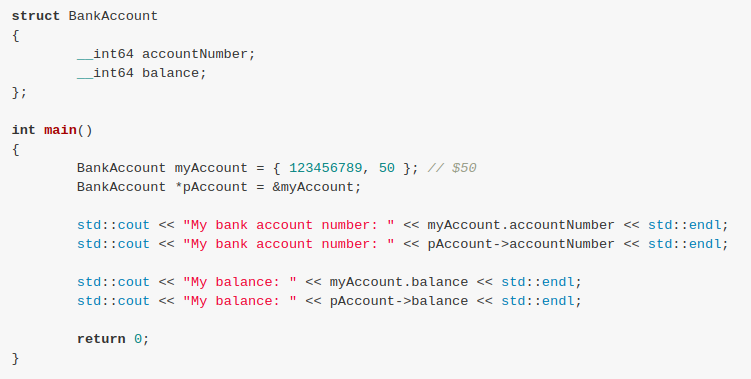 struct BankAccount
{
        __int64 accountNumber;
        __int64 balance;
};

int main()
{
        BankAccount myAccount = { 123456789, 50 }; // $50
        BankAccount *pAccount = &myAccount;

        std::cout << "My bank account number: " << myAccount.accountNumber << std::endl;
        std::cout << "My bank account number: " << pAccount->accountNumber << std::endl;

        std::cout << "My balance: " << myAccount.balance << std::endl;
        std::cout << "My balance: " << pAccount->balance << std::endl;

        return 0;
}